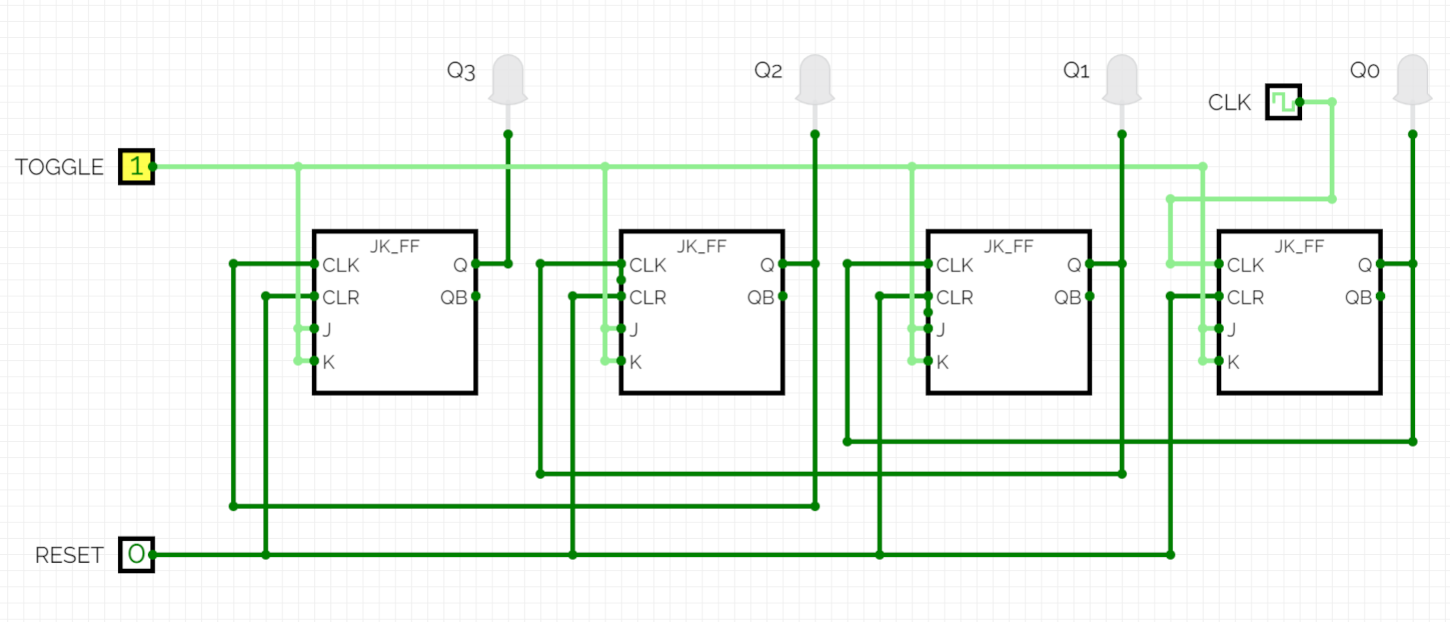 Q3
Q2
Q1
Q0
CLK
TOGGLE
1
JK_FF
CLK
Q
CLR
QB
J
K
JK_FF
CLK
Q
CLR
QB
J
K
JK_FF
CLK
Q
CLR
QB
J
K
JK_FF
CLK
Q
CLR
QB
J
K
RESET
0